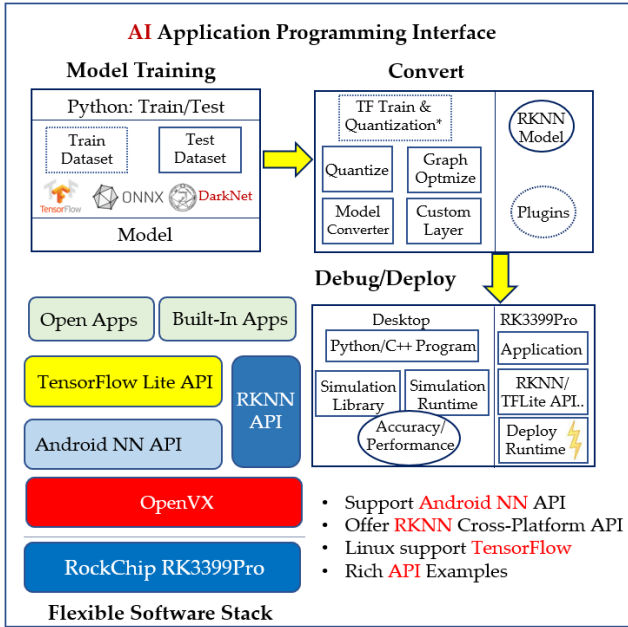 AI Application Programming Interface
Model Training
Python: Train/Test
Train
Dataset
Test
Dataset
TensorFlow
ONNX
DarkNet
Model
Convert
TF Train &
Quantization*
Quantize
Graph
Optmize
Model
Converter
Custom
Layer
RKNN
Model
Plugins
Debug/Deploy
Desktop
Python/C++ Program
Simulation
Library
Simulation
Runtime
Accuracy/
Performance
RK3399Pro
Application
RKNN/
TFLite API..
Deploy
Runtime
Open Apps
Built-In Apps
TensorFlow Lite API
RKNN
API
Android NN API
OpenVX
RockChip RK3399Pro
Flexible Software Stack
• Support Android NN API
• Offer RKNN Cross-Platform API
• Linux support TensorFlow
• Rich API Examples